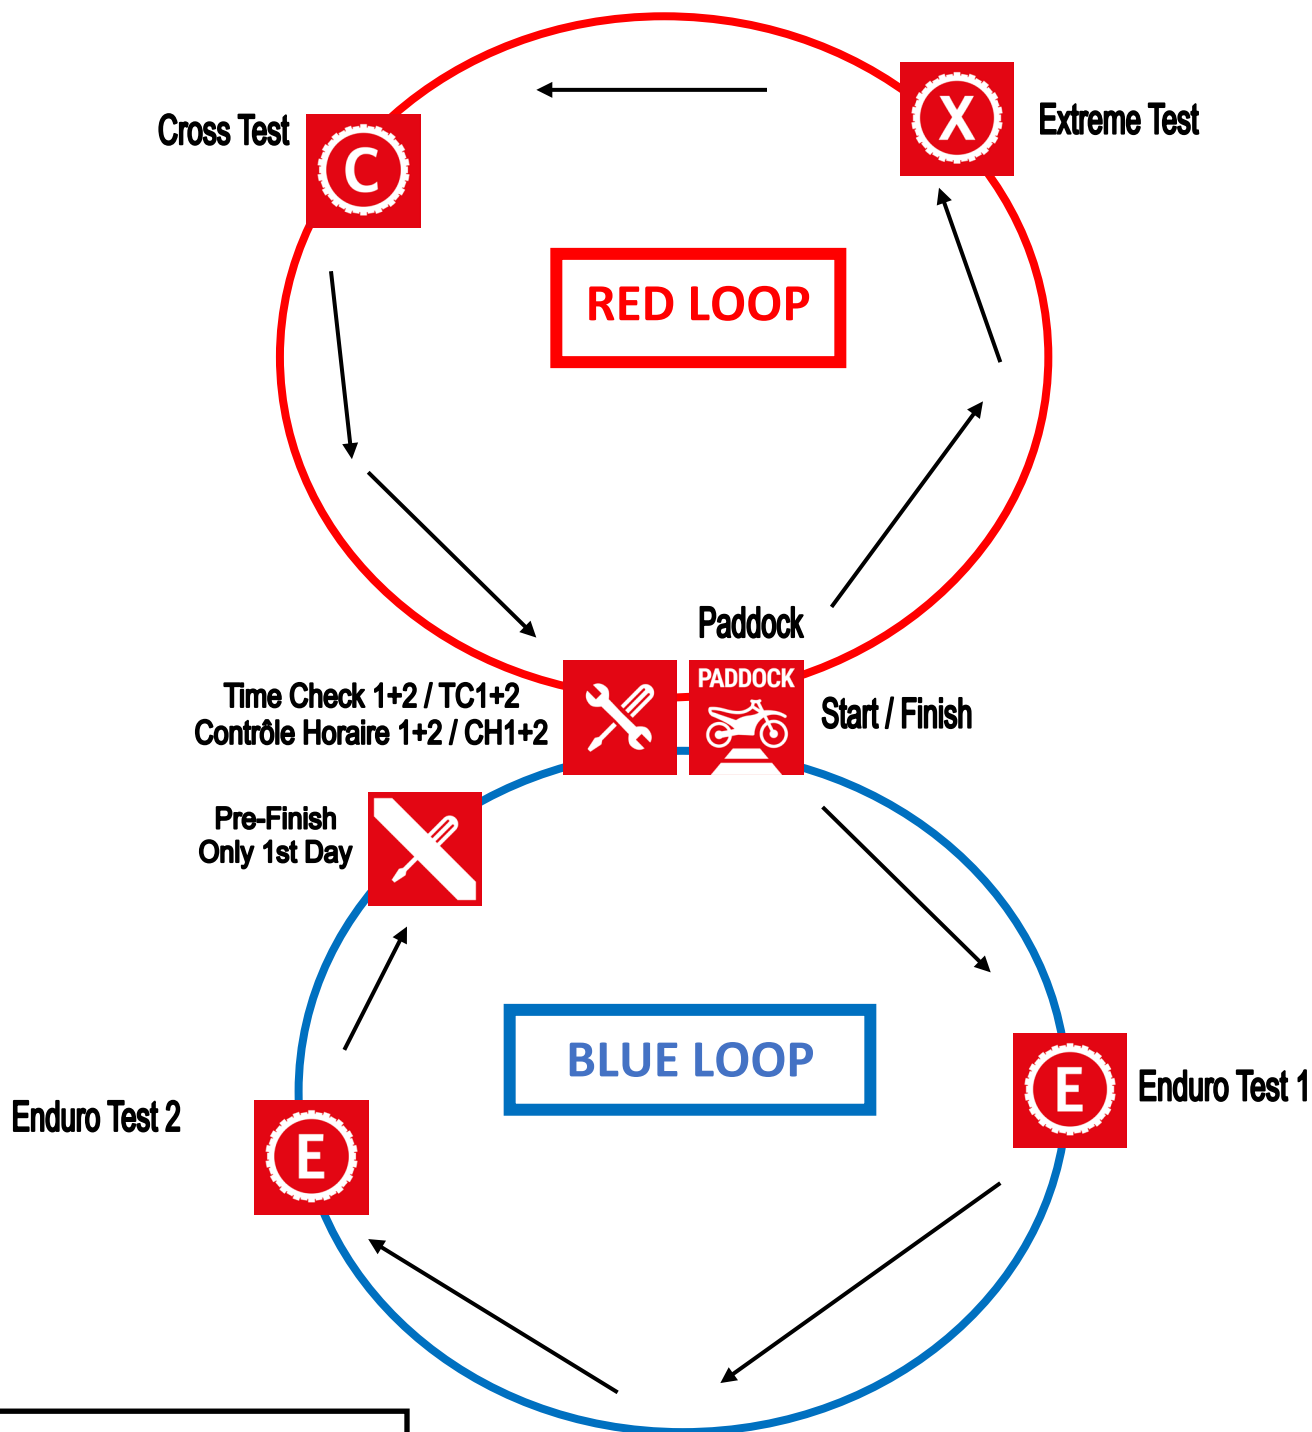 Cross Test
C
X
Extreme Test
RED LOOP
Paddock
PADDOCK
Start / Finish
Time Check 1+2 / TC1+2
Contrôle Horaire 1+2 / CH1+2
Pre-Finish
Only 1st Day
BLUE LOOP
E
Enduro Test 1
Enduro Test 2
E